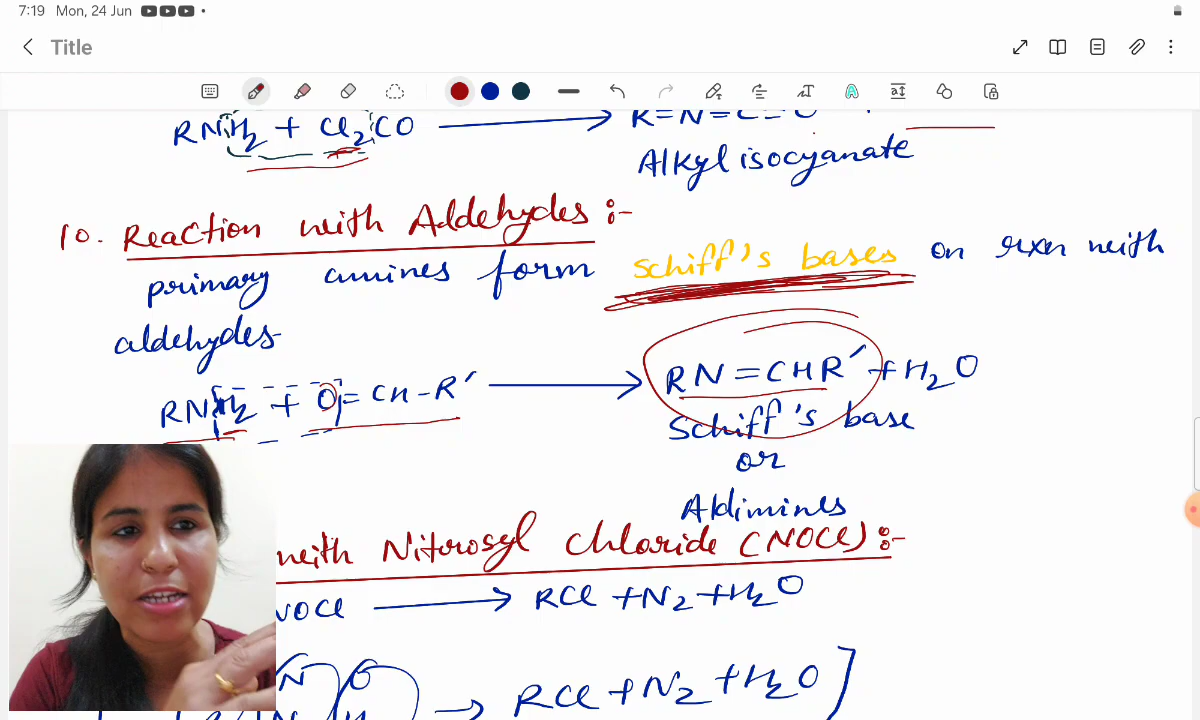 7:19 Mon, 24 Jun
Title
RNH2 + Cl2CO ⟶ R=N=C=O +
Alkyl isocyanate
10. Reaction with Aldehydes :-
primary amines form Schiff's bases on rxn with
aldehydes
RNH2 + O = CH - R′ ⟶ RN = CHR′ + H2O
Schiff's base
or
Aldimines
with Nitrosyl Chloride (NOCl) :-
NOCl ⟶ RCl + N2 + H2O
N O
→ RCl + N2 + H2O ]